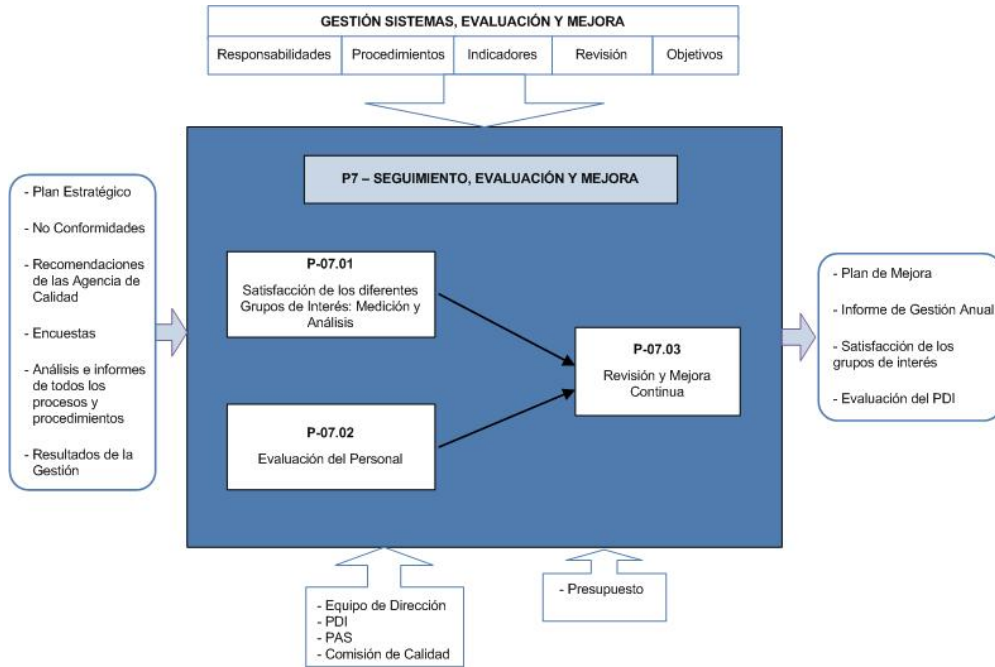 GESTIÓN SISTEMAS, EVALUACIÓN Y MEJORA
Responsabilidades Procedimientos Indicadores Revisión Objetivos
P7 – SEGUIMIENTO, EVALUACIÓN Y MEJORA
- Plan Estratégico
- No Conformidades
- Recomendaciones
de las Agencia de
Calidad
- Encuestas
- Análisis e informes
de todos los
procesos y
procedimientos
- Resultados de la
Gestión
P-07.01
Satisfacción de los diferentes
Grupos de Interés: Medición y
Análisis
P-07.02
Evaluación del Personal
P-07.03
Revisión y Mejora
Continua
- Plan de Mejora
- Informe de Gestión Anual
- Satisfacción de los
grupos de interés
- Evaluación del PDI
- Equipo de Dirección
- PDI
- PAS
- Comisión de Calidad
- Presupuesto